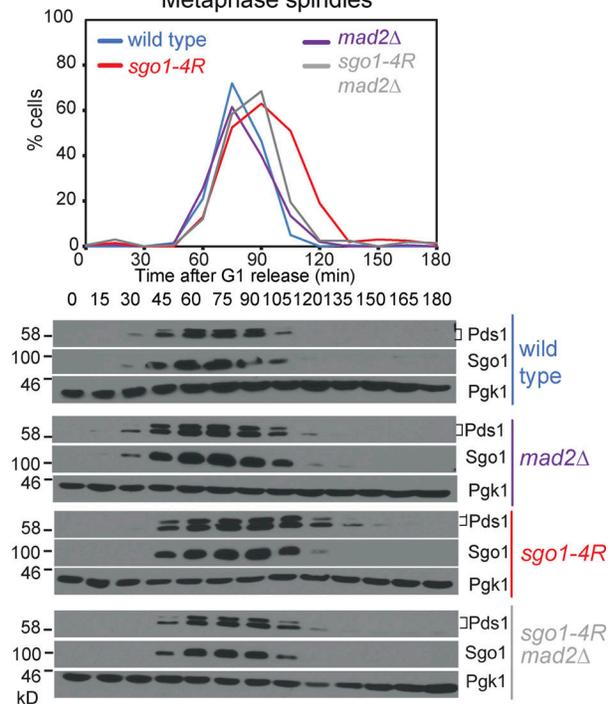 Metaphase spindles
100
80
60
40
20
0
% cells
wild type
sgo1-4R
mad2Δ
sgo1-4R
mad2Δ
0 30 60 90 120 150 180
Time after G1 release (min)
0 15 30 45 60 75 90 105 120 135 150 165 180
58 Pds1
100 Sgo1
46 Pgk1
wild
type
58 Pds1
100 Sgo1
46 Pgk1
mad2Δ
58 Pds1
100 Sgo1
46 Pgk1
sgo1-4R
58 Pds1
100 Sgo1
46 Pgk1
kD
sgo1-4R
mad2Δ